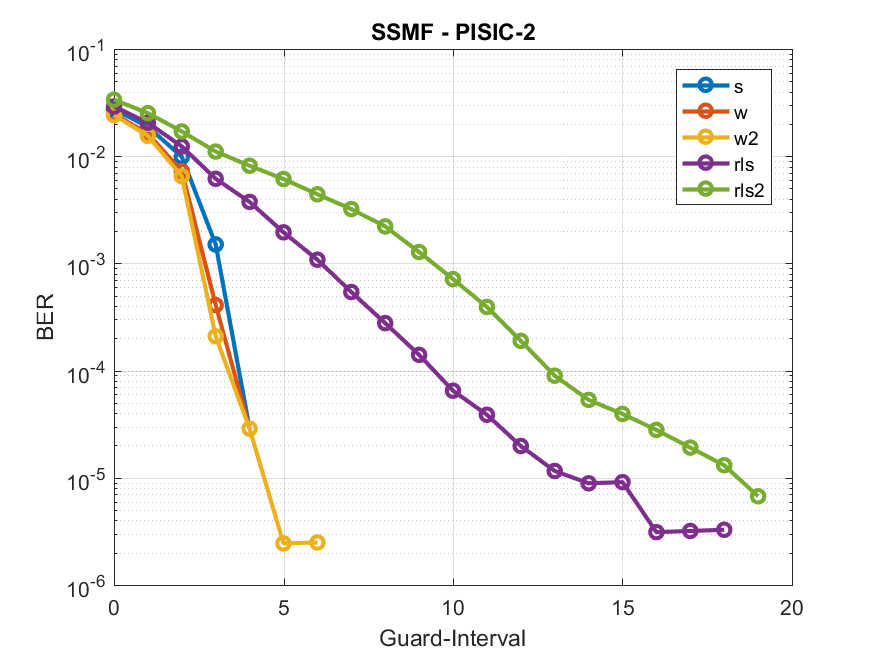 SSMF - PISIC-2
10-1
10-2
10-3
10-4
10-5
10-6
BER
s
w
w2
rls
rls2
0 5 10 15 20
Guard-Interval